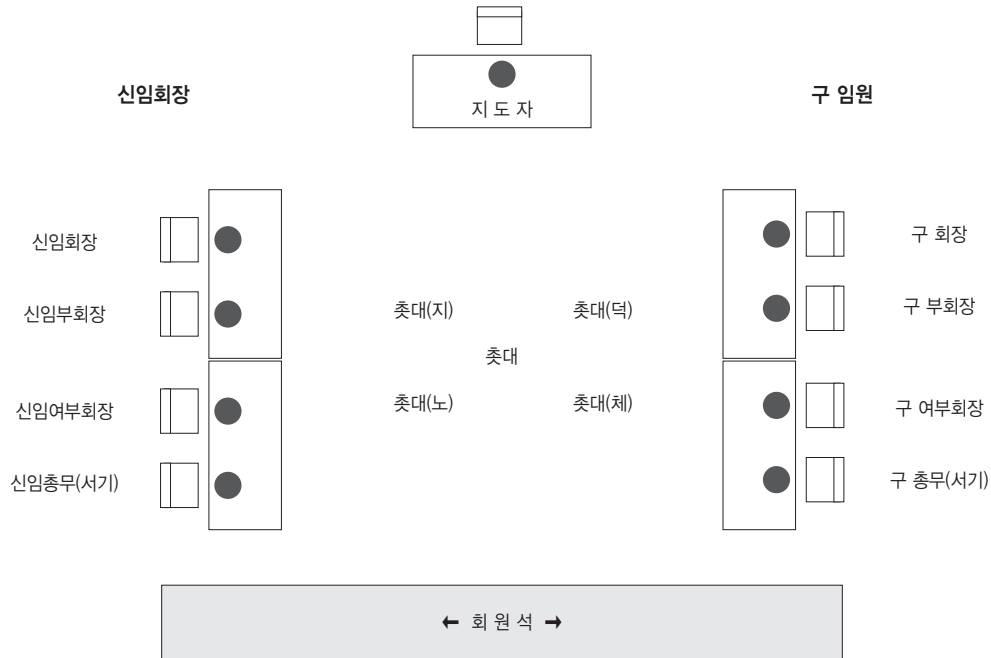 지 도 자
신임회장
구 임원
신임회장
구 회장
신임부회장
촛대(지)
촛대(덕)
구 부회장
촛대
신임여부회장
촛대(노)
촛대(체)
구 여부회장
신임총무(서기)
구 총무(서기)
← 회 원 석 →